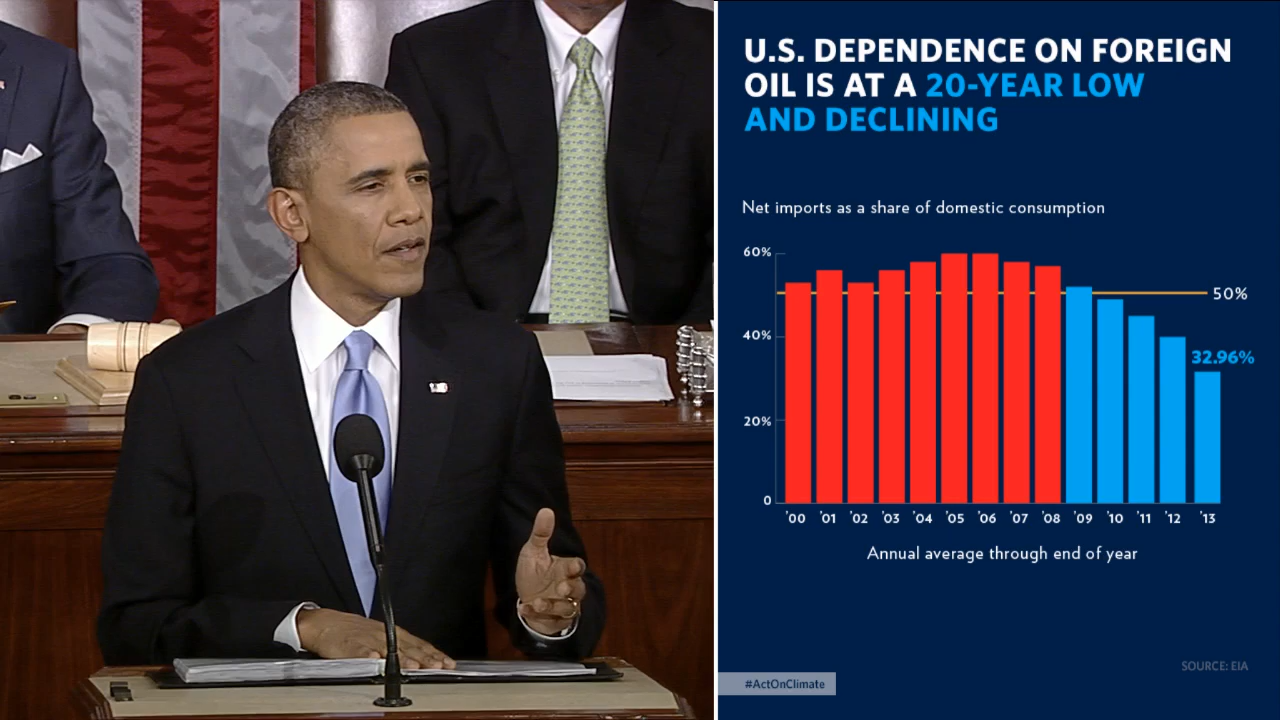 U.S. DEPENDENCE ON FOREIGN
OIL IS AT A 20-YEAR LOW
AND DECLINING
Net imports as a share of domestic consumption
60%
50%
40%
32.96%
20%
0
'00 '01 '02 '03 '04 '05 '06 '07 '08 '09 '10 '11 '12 '13
Annual average through end of year
SOURCE: EIA
#ActOnClimate